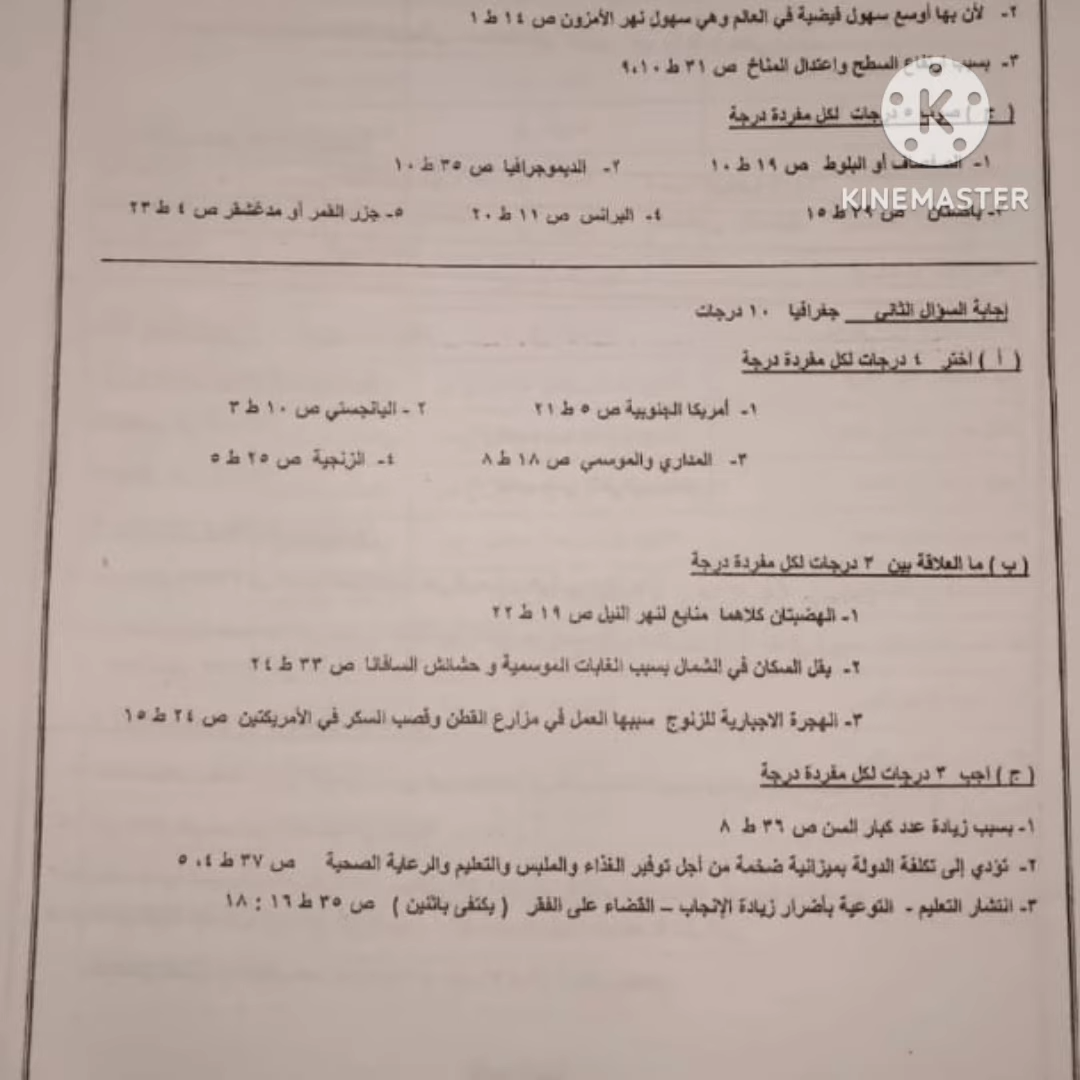 ٢- لأن بها أوسع سهول فيضية في العالم وهي سهول نهر الأمزون ص ١٤ ط ١
٣- بسبب ارتفاع السطح واعتدال المناخ ص ٣١ ط ٩،١٠
( ج ) صوب ٥ درجات لكل مفردة درجة
١- الصفصاف أو البلوط ص ١٩ ط ١٠ ٢- الديموجرافيا ص ٣٥ ط ١٠
KINEMASTER
٣- باكستان ص ٢٩ ط ١٥ ٤- البرانس ص ١١ ط ٢٠ ٥- جزر القمر أو مدغشقر ص ٤ ط ٢٣
إجابة السؤال الثاني جغرافيا ١٠ درجات
( أ ) اختر ٤ درجات لكل مفردة درجة
١- أمريكا الجنوبية ص ٥ ط ٢١ ٢ - اليانجستي ص ١٠ ط ٣
٣- المداري والموسمي ص ١٨ ط ٨ ٤- الزنجية ص ٢٥ ط ٥
( ب ) ما العلاقة بين ٣ درجات لكل مفردة درجة
١- الهضبتان كلاهما منابع لنهر النيل ص ١٩ ط ٢٢
٢- يقل السكان في الشمال بسبب الغابات الموسمية و حشائش السافانا ص ٣٣ ط ٢٤
٣- الهجرة الاجبارية للزنوج سببها العمل في مزارع القطن وقصب السكر في الأمريكتين ص ٢٤ ط ١٥
( ج ) اجب ٣ درجات لكل مفردة درجة
١- بسبب زيادة عدد كبار السن ص ٣٦ ط ٨
٢- تؤدي إلى تكلفة الدولة بميزانية ضخمة من أجل توفير الغذاء والملبس والتعليم والرعاية الصحية ص ٣٧ ط ٤، ٥
٣- انتشار التعليم - التوعية بأضرار زيادة الإنجاب – القضاء على الفقر ( يكتفى باثنين ) ص ٣٥ ط ١٦ : ١٨